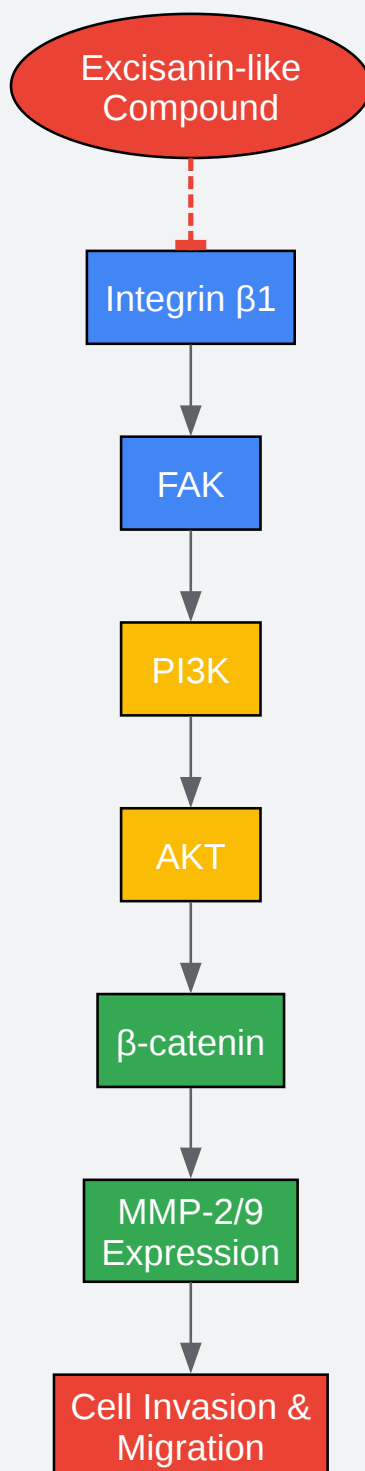 Excisanin-like
Compound
Integrin β1
FAK
PI3K
AKT
β-catenin
MMP-2/9
Expression
Cell Invasion &
Migration